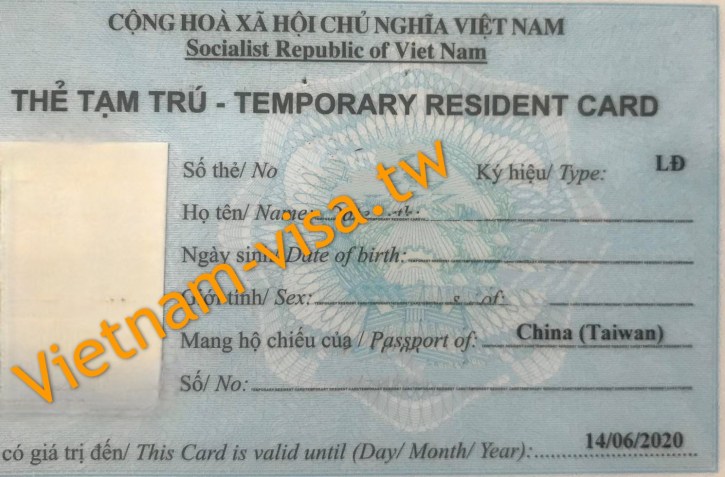 CỘNG HOÀ XÃ HỘI CHỦ NGHĨA VIỆT NAM
Socialist Republic of Viet Nam
THẺ TẠM TRÚ - TEMPORARY RESIDENT CARD
Số thẻ/ No
Ký hiệu/ Type: LĐ
Họ tên/ Name:
Ngày sinh/ Date of birth:
Giới tính/ Sex:
Mang hộ chiếu của / Passport of: China (Taiwan)
Số/ No:
có giá trị đến/ This Card is valid until (Day/ Month/ Year): 14/06/2020
Vietnam-visa.tw